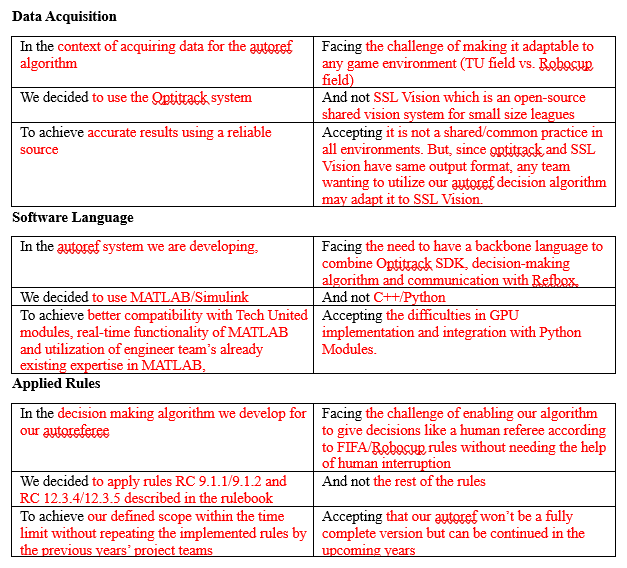 Data Acquisition
In the context of acquiring data for the autoref
algorithm
Facing the challenge of making it adaptable to
any game environment (TU field vs. Robocup
field)
We decided to use the Optitrack system
And not SSL Vision which is an open-source
shared vision system for small size leagues
To achieve accurate results using a reliable
source
Accepting it is not a shared/common practice in
all environments. But, since optitrack and SSL
Vision have same output format, any team
wanting to utilize our autoref decision algorithm
may adapt it to SSL Vision.
Software Language
In the autoref system we are developing,
Facing the need to have a backbone language to
combine Optitrack SDK, decision-making
algorithm and communication with Refbox,
We decided to use MATLAB/Simulink
And not C++/Python
To achieve better compatibility with Tech United
modules, real-time functionality of MATLAB
and utilization of engineer team's already
existing expertise in MATLAB,
Accepting the difficulties in GPU
implementation and integration with Python
Modules.
Applied Rules
In the decision making algorithm we develop for
our autoreferee
Facing the challenge of enabling our algorithm
to give decisions like a human referee according
to FIFA/Robocup rules without needing the help
of human interruption
We decided to apply rules RC 9.1.1/9.1.2 and
RC 12.3.4/12.3.5 described in the rulebook
And not the rest of the rules
To achieve our defined scope within the time
limit without repeating the implemented rules by
the previous years' project teams
Accepting that our autoref won't be a fully
complete version but can be continued in the
upcoming years